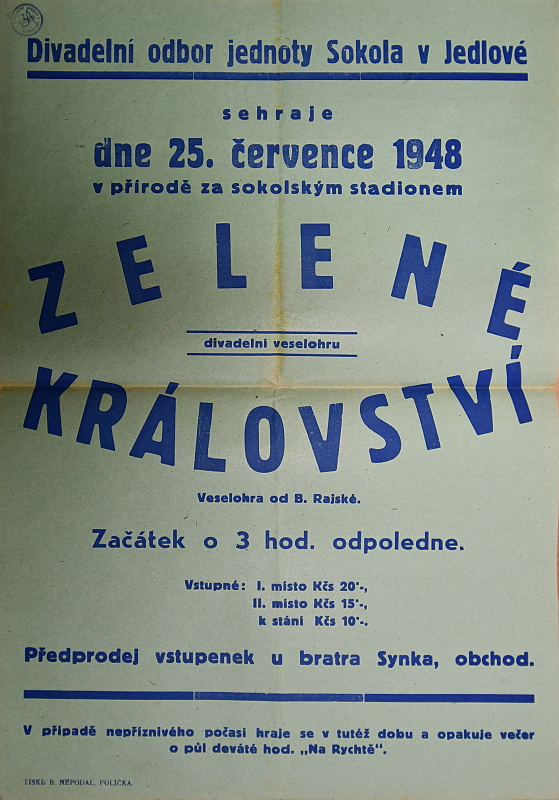 Divadelní odbor jednoty Sokola v Jedlové
sehraje
dne 25. července 1948
v přírodě za sokolským stadionem
ZELENÉ
divadelní veselohru
KRÁLOVSTVÍ
Veselohra od B. Rajské.
Začátek o 3 hod. odpoledne.
Vstupné: I. místo Kčs 20·-,
II. místo Kčs 15·-,
k stání Kčs 10·-.
Předprodej vstupenek u bratra Synka, obchod.
V případě nepříznivého počasí hraje se v tutéž dobu a opakuje večer
o půl deváté hod. „Na Rychtě“.
TISKL B. NEPODAL, POLIČKA.